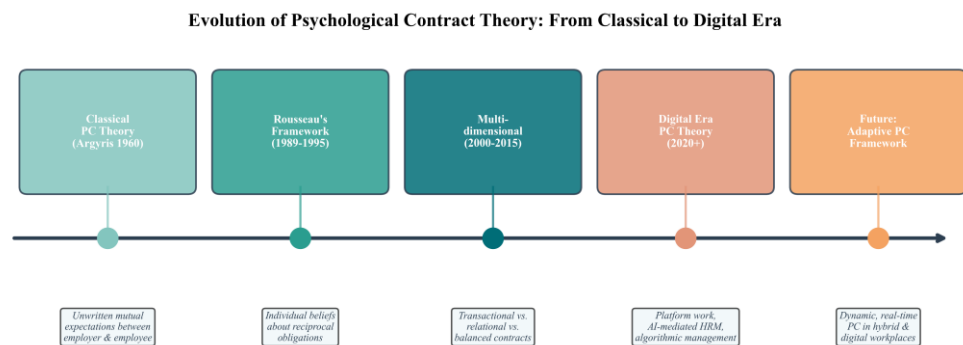 Evolution of Psychological Contract Theory: From Classical to Digital Era
Classical
PC Theory
(Argyris 1960)
Rousseau's
Framework
(1989-1995)
Multi-
dimensional
(2000-2015)
Digital Era
PC Theory
(2020+)
Future:
Adaptive PC
Framework
Unwritten mutual
expectations between
employer & employee
Individual beliefs
about reciprocal
obligations
Transactional vs.
relational vs.
balanced contracts
Platform work,
AI-mediated HRM,
algorithmic management
Dynamic, real-time
PC in hybrid &
digital workplaces